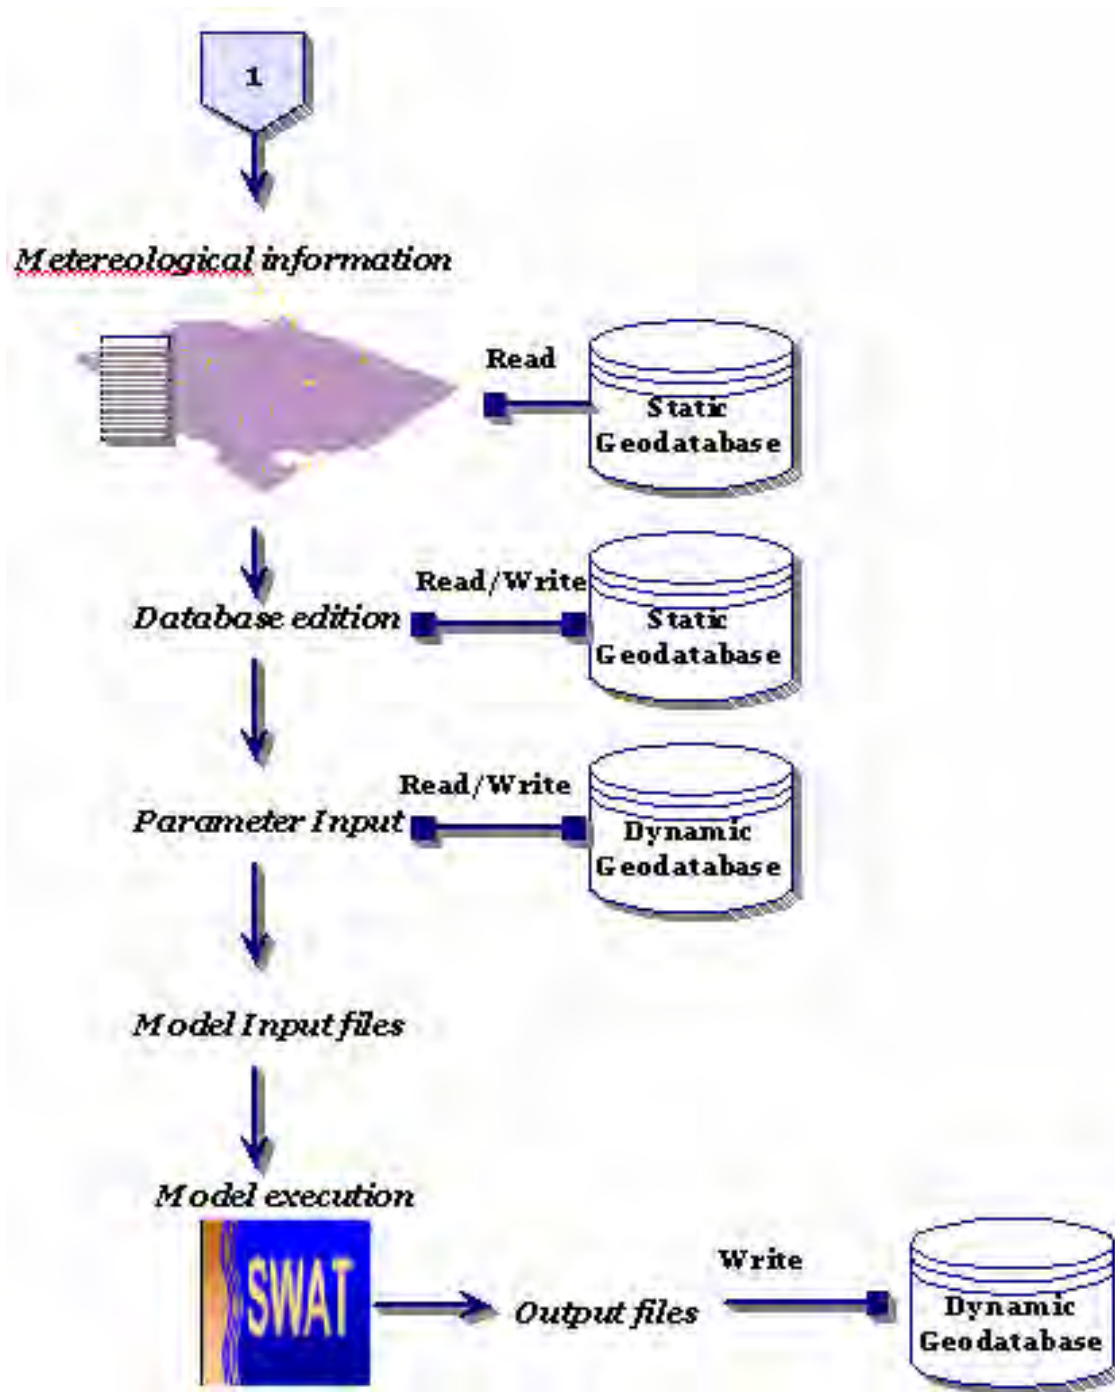 1
Metereological information
Read
Static
Geodatabase
Read/Write
Database edition
Static
Geodatabase
Read/Write
Parameter Input
Dynamic
Geodatabase
Model Input files
Model execution
SWAT
Write
Output files
Dynamic
Geodatabase